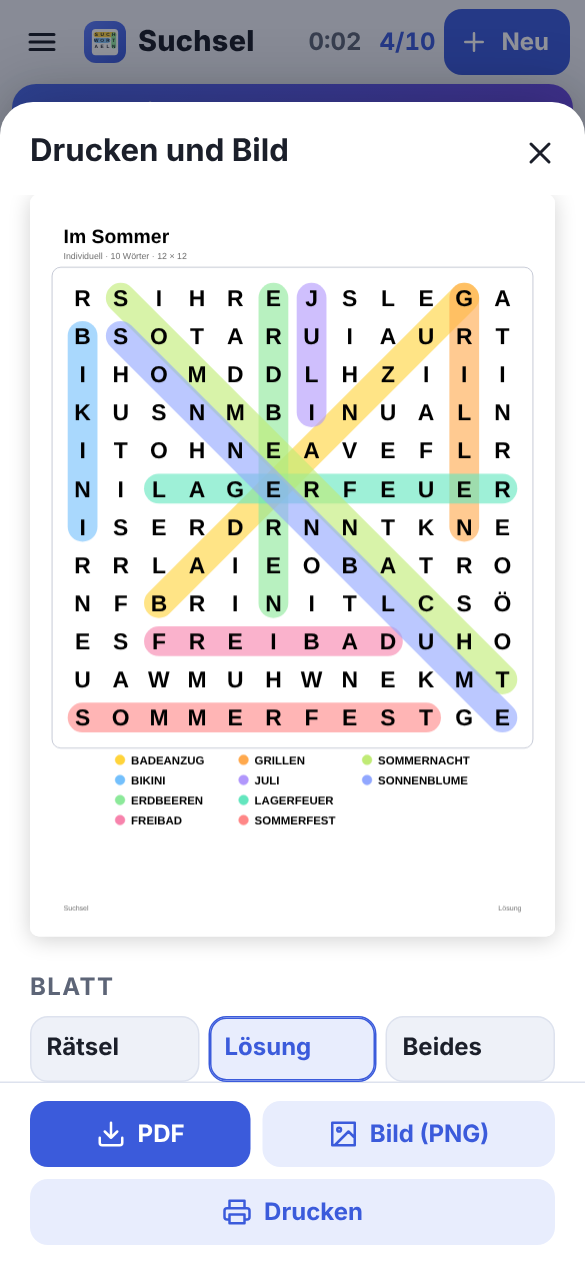 Suchsel 0:02 4/10 + Neu
Drucken und Bild
Im Sommer
Individuell · 10 Wörter · 12 × 12
R S I H R E J S L E G A
B S O T A R U I A U R T
I H O M D D L H Z I I I
K U S N M B I N U A L N
I T O H N E A V E F L R
N I L A G E R F E U E R
I S E R D R N N T K N E
R R L A I E O B A T R O
N F B R I N I T L C S Ö
E S F R E I B A D U H O
U A W M U H W N E K M T
S O M M E R F E S T G E
BADEANZUG GRILLEN SOMMERNACHT
BIKINI JULI SONNENBLUME
ERDBEEREN LAGERFEUER
FREIBAD SOMMERFEST
Suchsel Lösung
BLATT
Rätsel Lösung Beides
PDF Bild (PNG)
Drucken